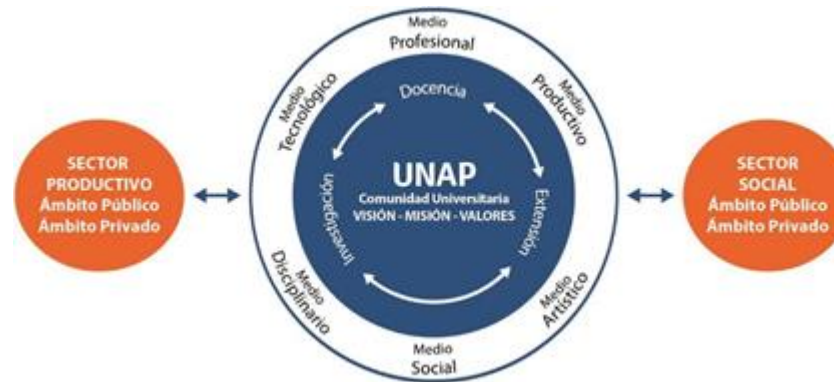 Medio
Profesional
Medio
Tecnológico
Medio
Productivo
Docencia
SECTOR
PRODUCTIVO
Ámbito Público
Ámbito Privado
Investigación
UNAP
Comunidad Universitaria
VISIÓN - MISIÓN - VALORES
Extensión
SECTOR
SOCIAL
Ámbito Público
Ámbito Privado
Medio
Disciplinario
Medio
Artístico
Medio
Social